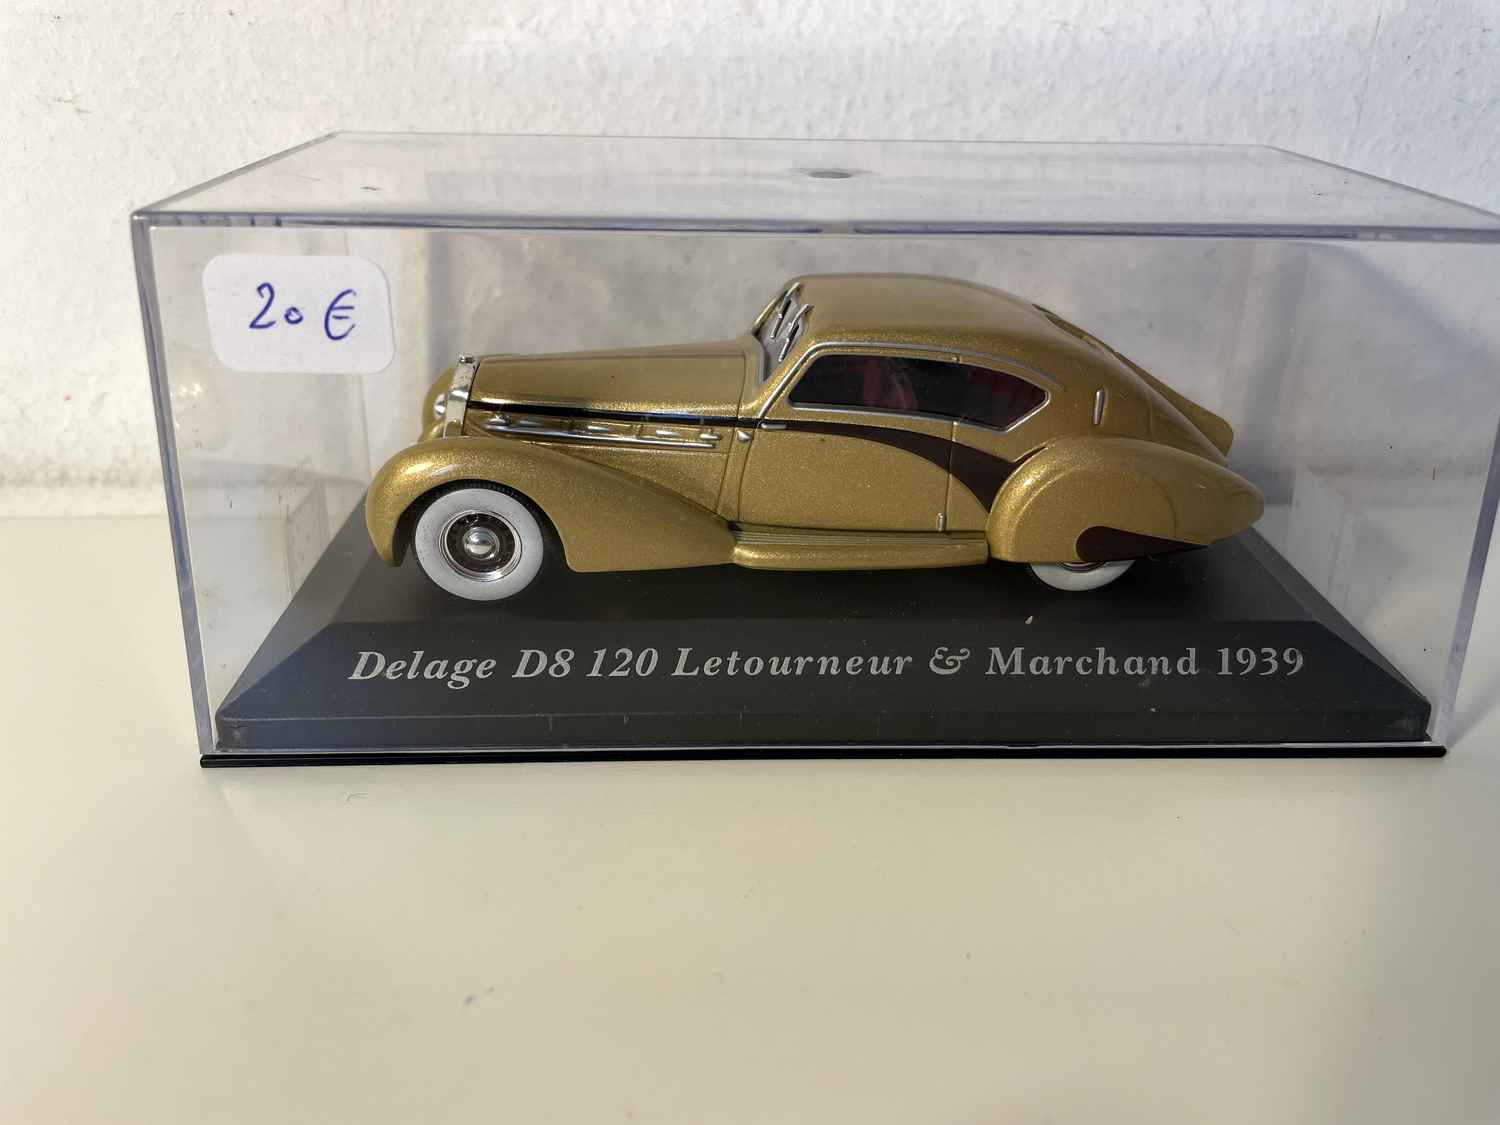 20 €
Delage D8 120 Letourneur & Marchand 1939